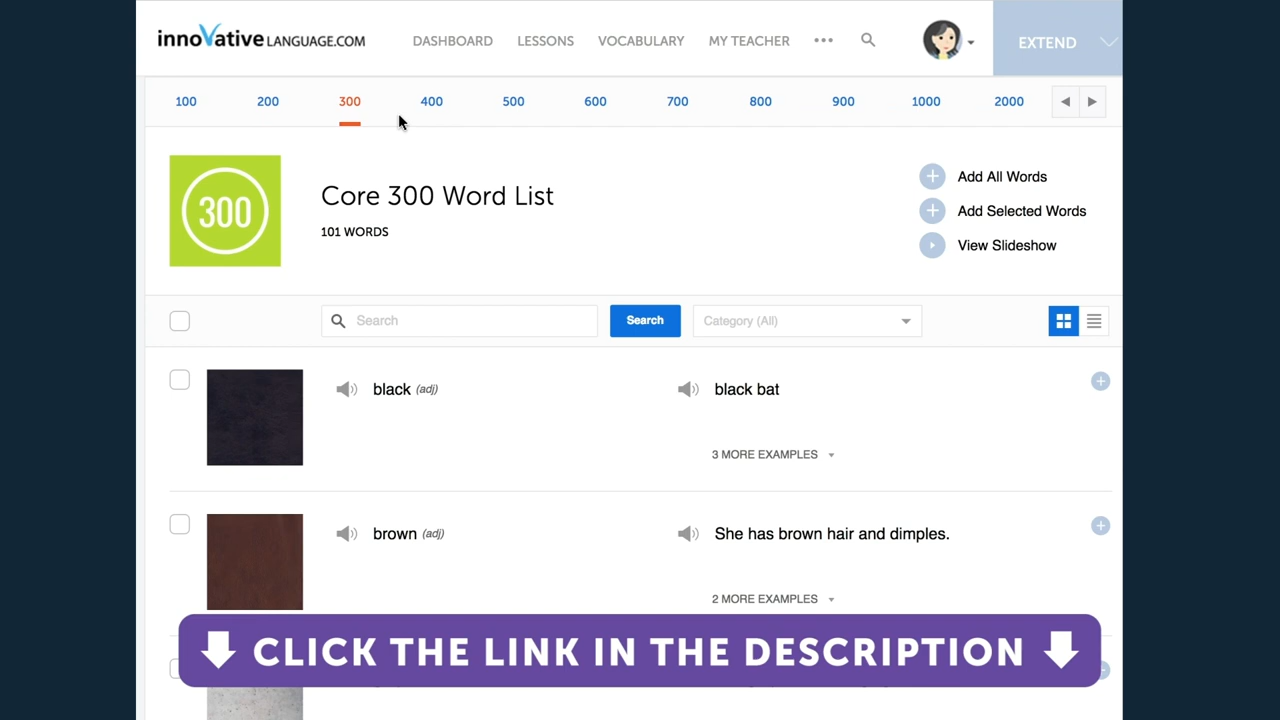 innoVative LANGUAGE.COM
DASHBOARD LESSONS VOCABULARY MY TEACHER ••• EXTEND
100 200 300 400 500 600 700 800 900 1000 2000
300
Core 300 Word List
101 WORDS
Add All Words
Add Selected Words
View Slideshow
Search Search Category (All)
black (adj) black bat
3 MORE EXAMPLES
brown (adj) She has brown hair and dimples.
2 MORE EXAMPLES
CLICK THE LINK IN THE DESCRIPTION